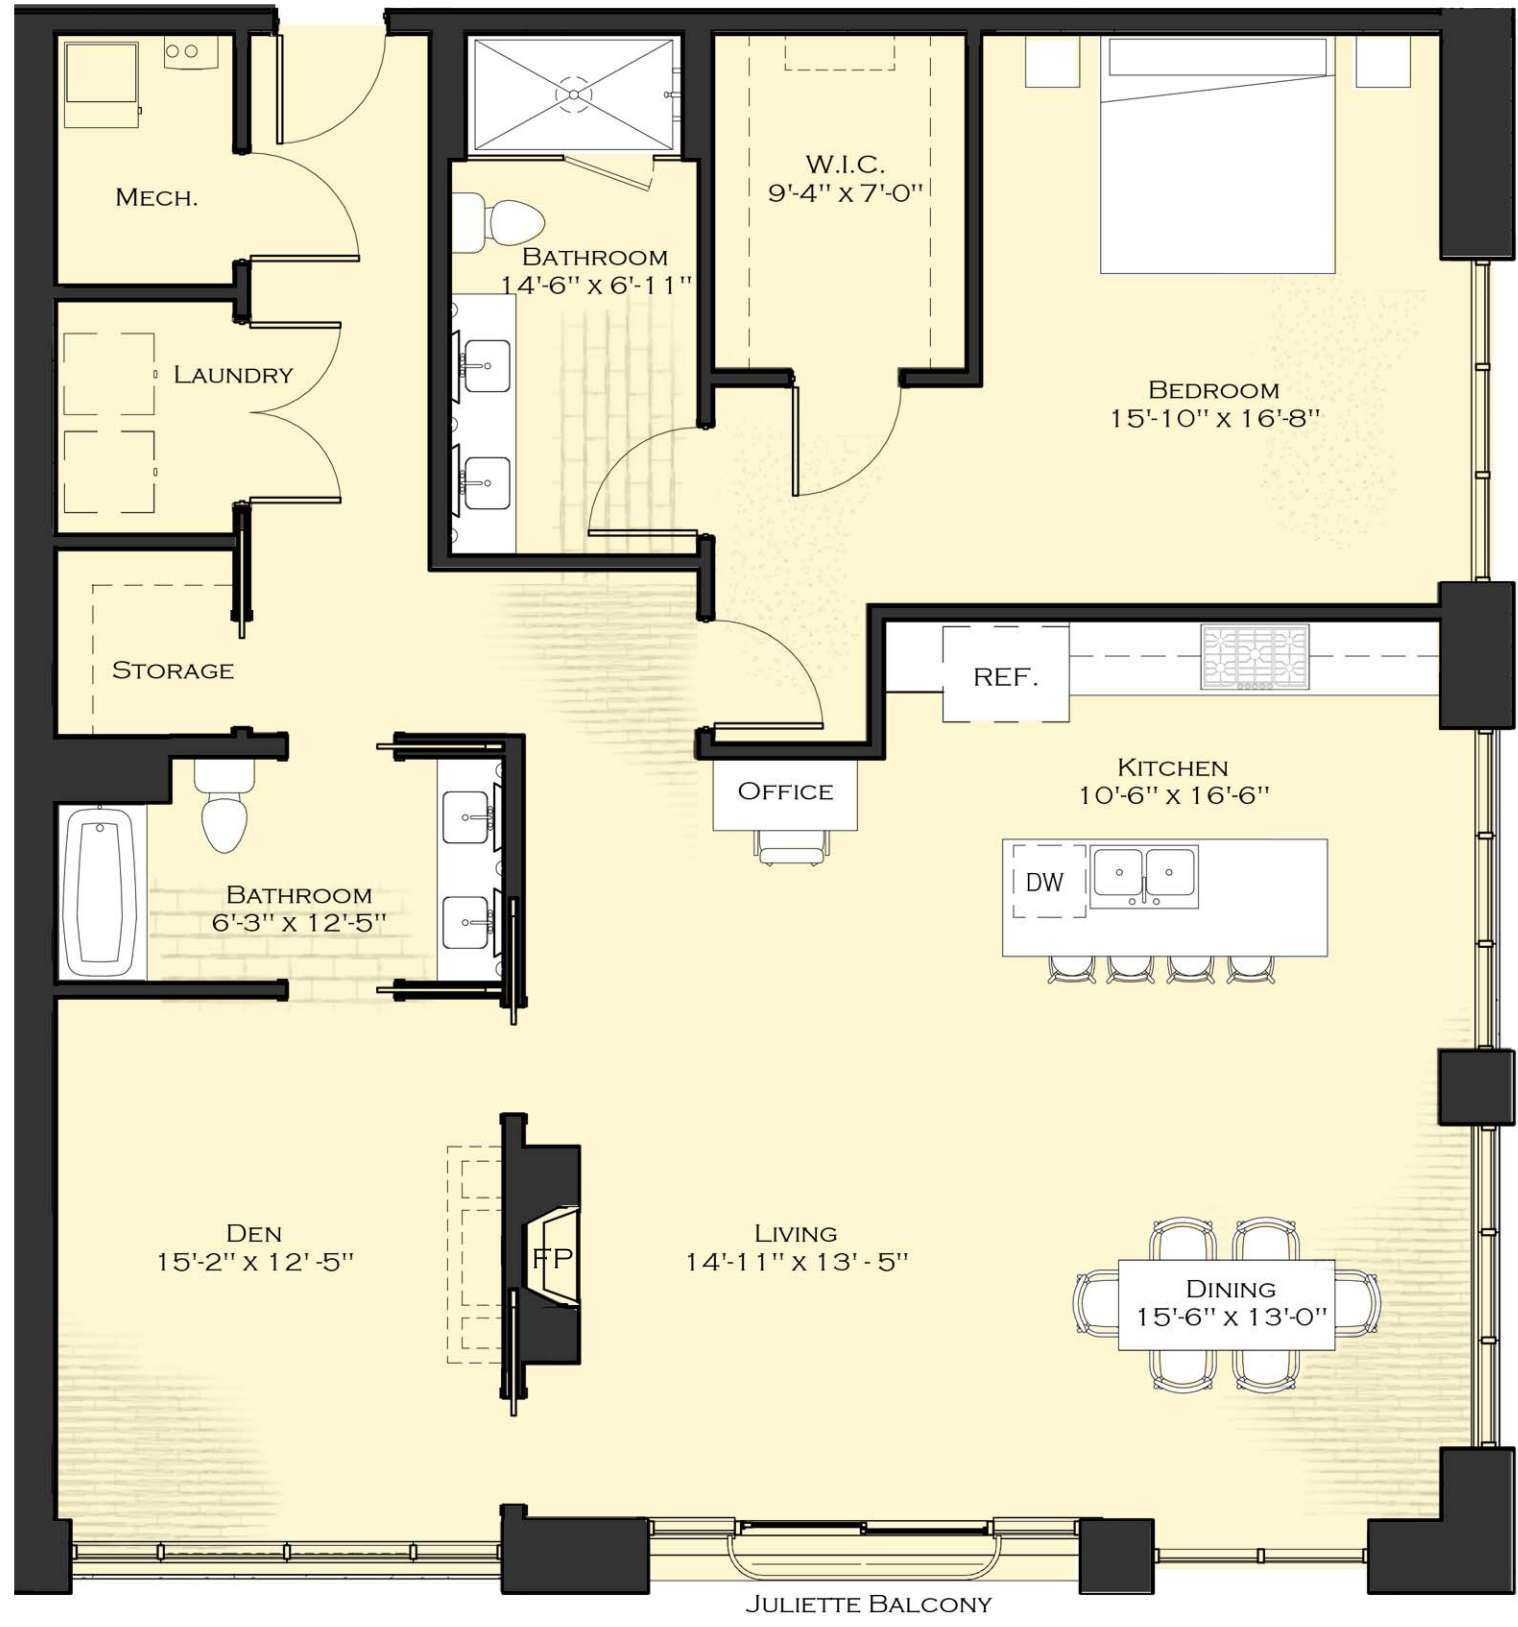 MECH.
W.I.C.
9'-4" X 7'-0"
BATHROOM
14'-6" X 6'-11"
LAUNDRY
BEDROOM
15'-10" X 16'-8"
STORAGE
REF.
OFFICE
KITCHEN
10'-6" X 16'-6"
DW
BATHROOM
6'-3" X 12'-5"
DEN
15'-2" X 12'-5"
FP
LIVING
14'-11" X 13'-5"
DINING
15'-6" X 13'-0"
JULIETTE BALCONY